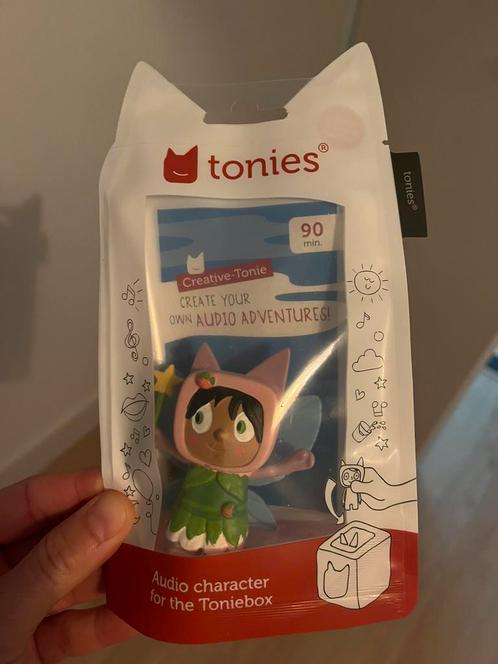 tonies®
tonies®
90
min.
Creative-Tonie
CREATE YOUR
OWN AUDIO ADVENTURES!
Audio character
for the Toniebox